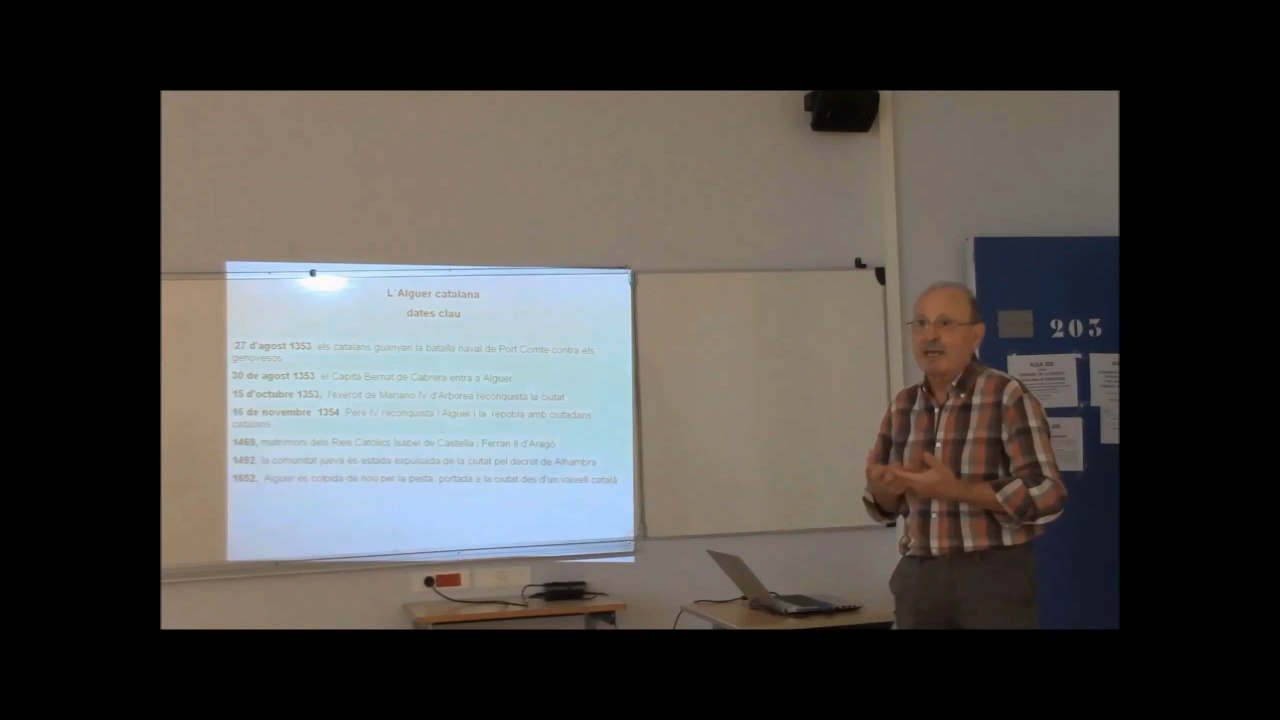 L'Alguer catalana
dates clau
27 d'agost 1353 els catalans guanyan la batalla naval de Port Comte contra els
genovesos
30 de agost 1353 el Capità Bernat de Cabrera entra a Alguer
15 d'octubre 1353, l'exèrcit de Mariano IV d'Arborea reconquista la ciutat
16 de novembre 1354 Pere IV reconquista l'Alguer i la repobla amb ciutadans
catalans
1469, matrimoni dels Reis Catòlics Isabel de Castella i Ferran II d'Aragó
1492, la comunitat jueva és estada expulcada de la ciutat pel decret de Alhambra
1652, Alguer és colpida de nou per la pesta, portada a la ciutat des d'un vaixell català
203
AULA 203